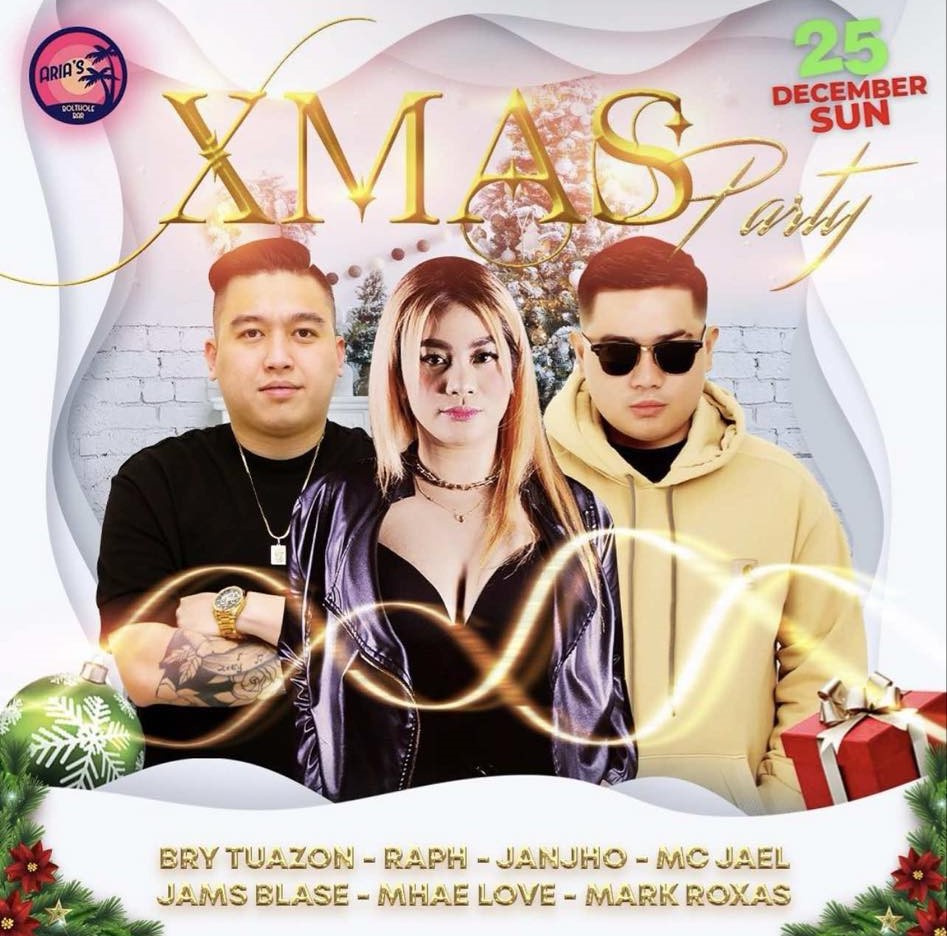 ARIA'S
BOLTHOLE
BAR
25
DECEMBER
SUN
XMAS
Party
BRY TUAZON - RAPH - JANJHO - MC JAEL
JAMS BLASE - MHAE LOVE - MARK ROXAS